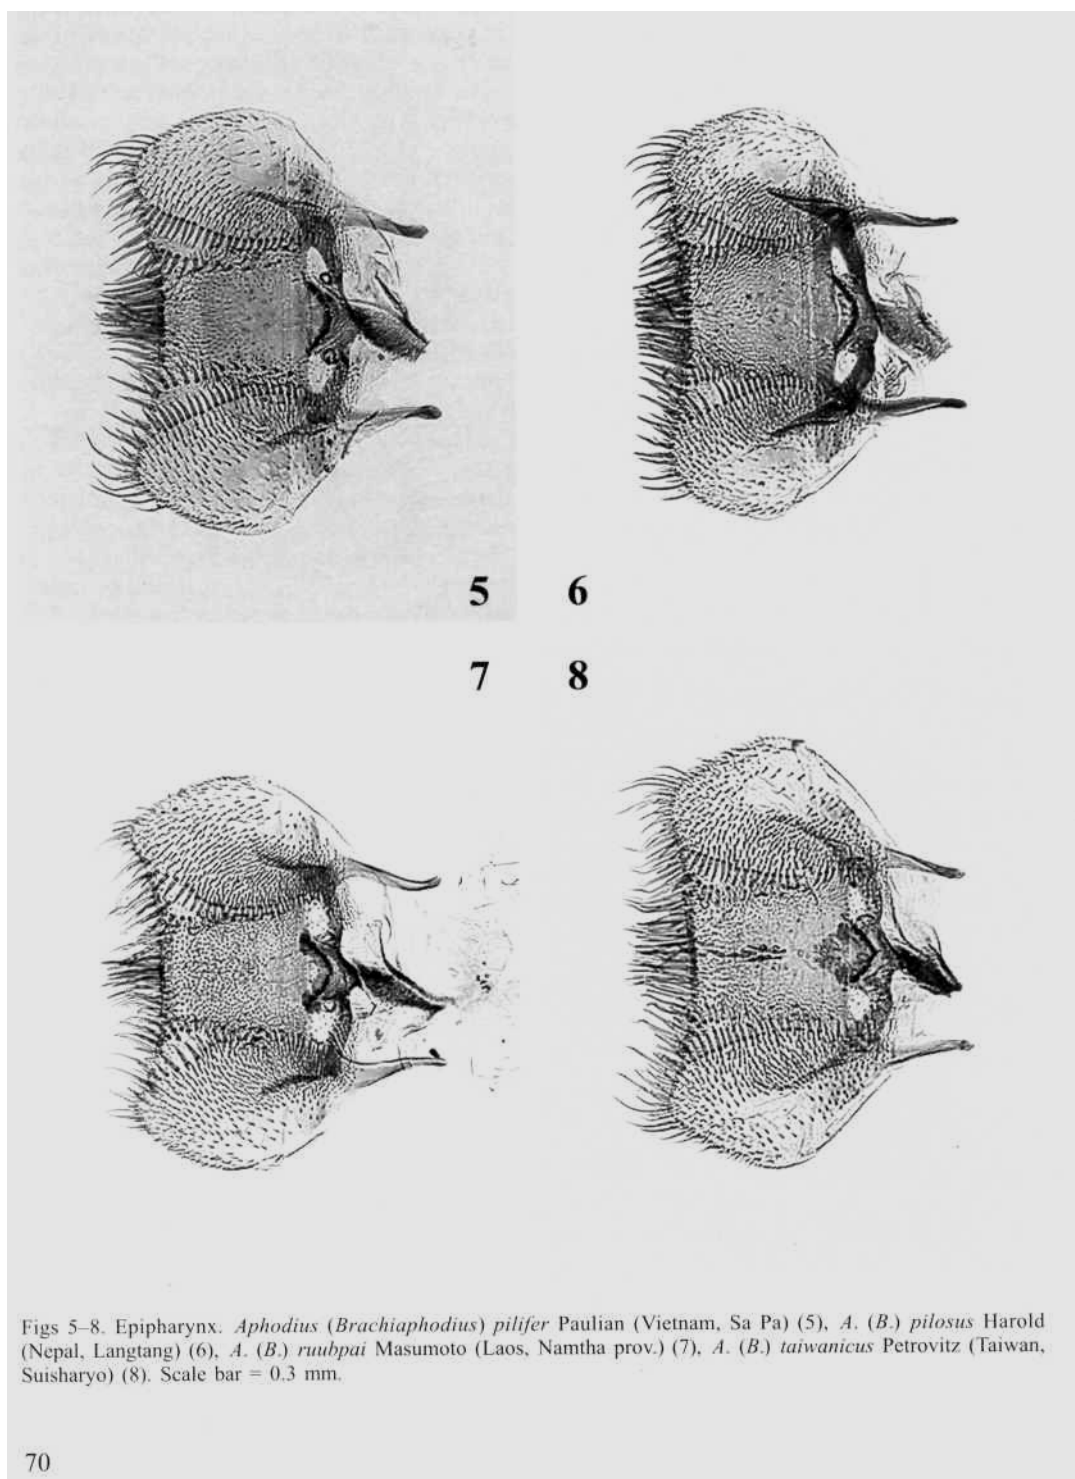 5 6
7 8
Figs 5–8. Epipharynx. Aphodius (Brachiaphodius) pilifer Paulian (Vietnam, Sa Pa) (5), A. (B.) pilosus Harold
(Nepal, Langtang) (6), A. (B.) ruubpai Masumoto (Laos, Namtha prov.) (7), A. (B.) taiwanicus Petrovitz (Taiwan,
Suisharyo) (8). Scale bar = 0.3 mm.
70